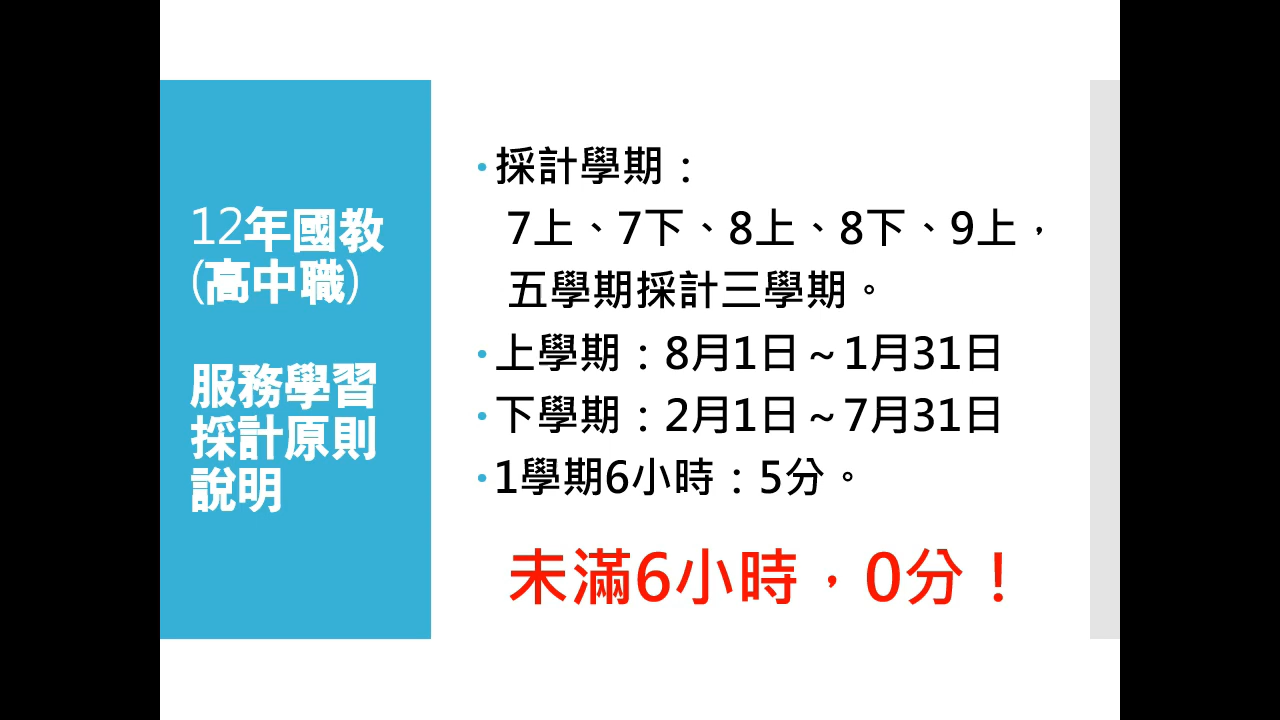 12年國教
(高中職)
服務學習
採計原則
說明
•採計學期：
7上、7下、8上、8下、9上，
五學期採計三學期。
•上學期：8月1日～1月31日
•下學期：2月1日～7月31日
•1學期6小時：5分。
未滿6小時，0分！